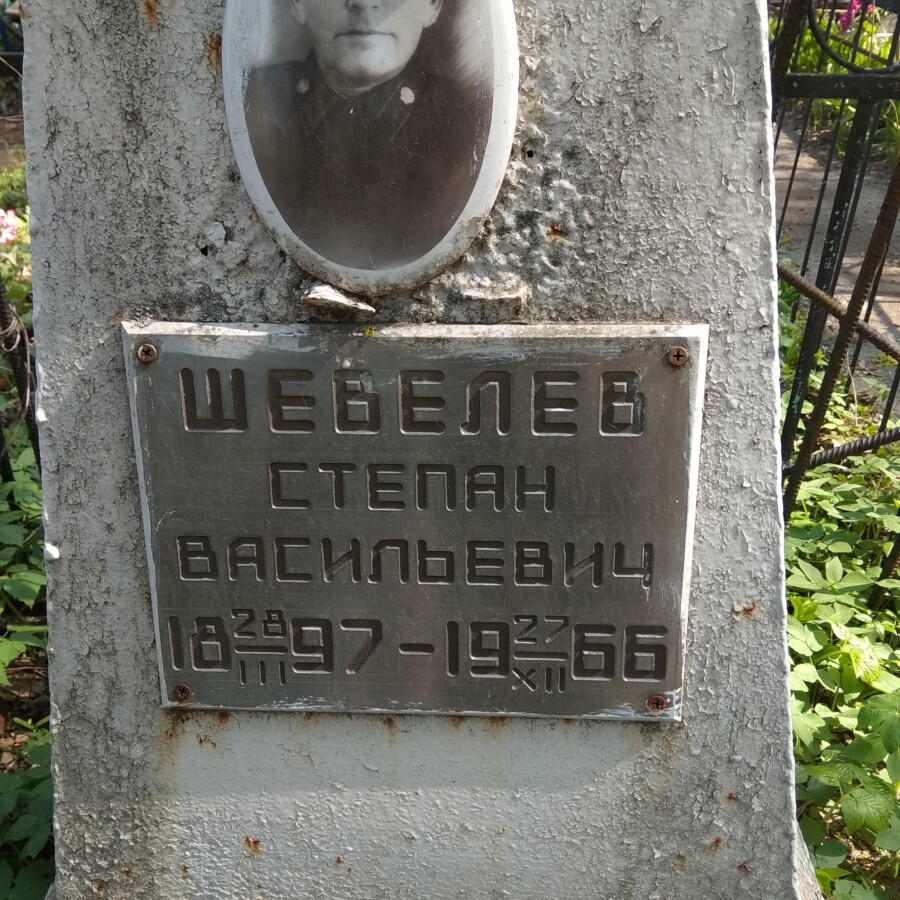 ШЕВЕЛЕВ
СТЕПАН
ВАСИЛЬЕВИЧ
18 28/III 97 - 19 27/XII 66